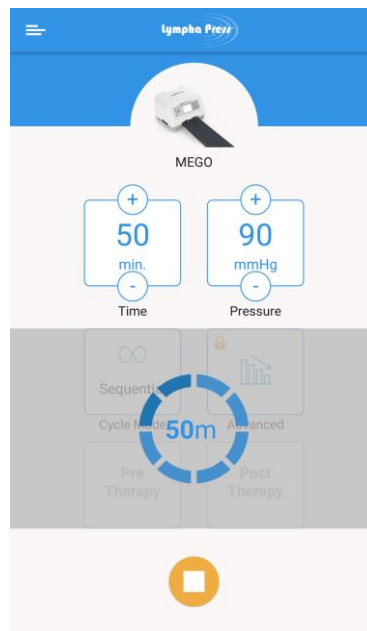 Lympha Press
MEGO
+ +
50 90
min. mmHg
- -
Time Pressure
Sequential
Cycle Mode Advanced
50m
Pre Post
Therapy Therapy